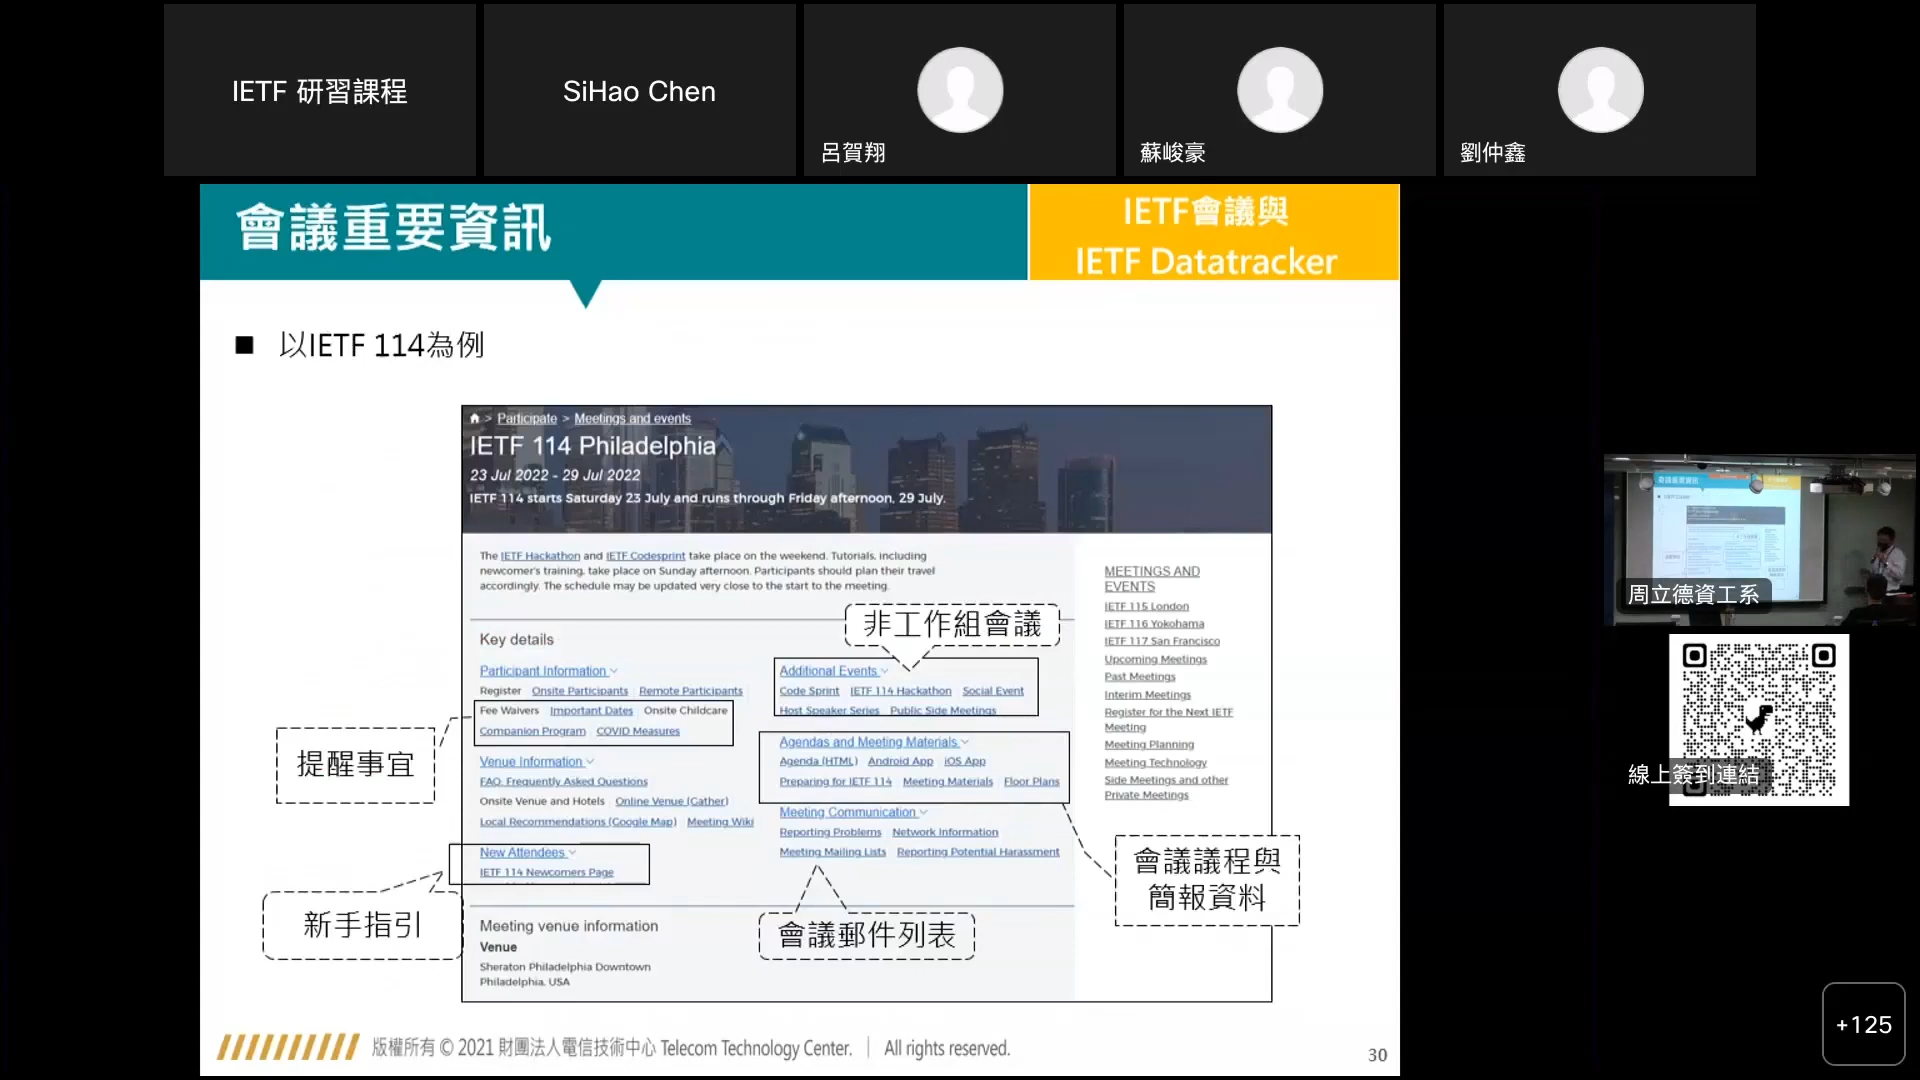 IETF 研習課程
SiHao Chen
呂賀翔
蘇峻豪
劉仲鑫
會議重要資訊
IETF會議與
IETF Datatracker
■ 以IETF 114為例
> Participate > Meetings and events
IETF 114 Philadelphia
23 Jul 2022 - 29 Jul 2022
IETF 114 starts Saturday 23 July and runs through Friday afternoon, 29 July.
The IETF Hackathon and IETF Codesprint take place on the weekend. Tutorials, including
newcomer's training, take place on Sunday afternoon. Participants should plan their travel
accordingly. The schedule may be updated very close to the start to the meeting.
Key details
Participant Information
Register Onsite Participants Remote Participants
Fee Waivers Important Dates Onsite Childcare
Companion Program COVID Measures
Venue Information
FAQ: Frequently Asked Questions
Onsite Venue and Hotels Online Venue (Gather)
Local Recommendations (Google Map) Meeting Wiki
New Attendees
IETF 114 Newcomers Page
非工作組會議
Additional Events
Code Sprint IETF 114 Hackathon Social Event
Host Speaker Series Public Side Meetings
Agendas and Meeting Materials
Agenda (HTML) Android App iOS App
Preparing for IETF 114 Meeting Materials Floor Plans
Meeting Communication
Reporting Problems Network Information
Meeting Mailing Lists Reporting Potential Harassment
MEETINGS AND
EVENTS
IETF 115 London
IETF 116 Yokohama
IETF 117 San Francisco
Upcoming Meetings
Past Meetings
Interim Meetings
Register for the Next IETF
Meeting
Meeting Planning
Meeting Technology
Side Meetings and other
Private Meetings
提醒事宜
新手指引
會議郵件列表
會議議程與
簡報資料
Meeting venue information
Venue
Sheraton Philadelphia Downtown
Philadelphia, USA
版權所有 © 2021 財團法人電信技術中心 Telecom Technology Center. | All rights reserved.
30
周立德資工系
線上簽到連結
+125